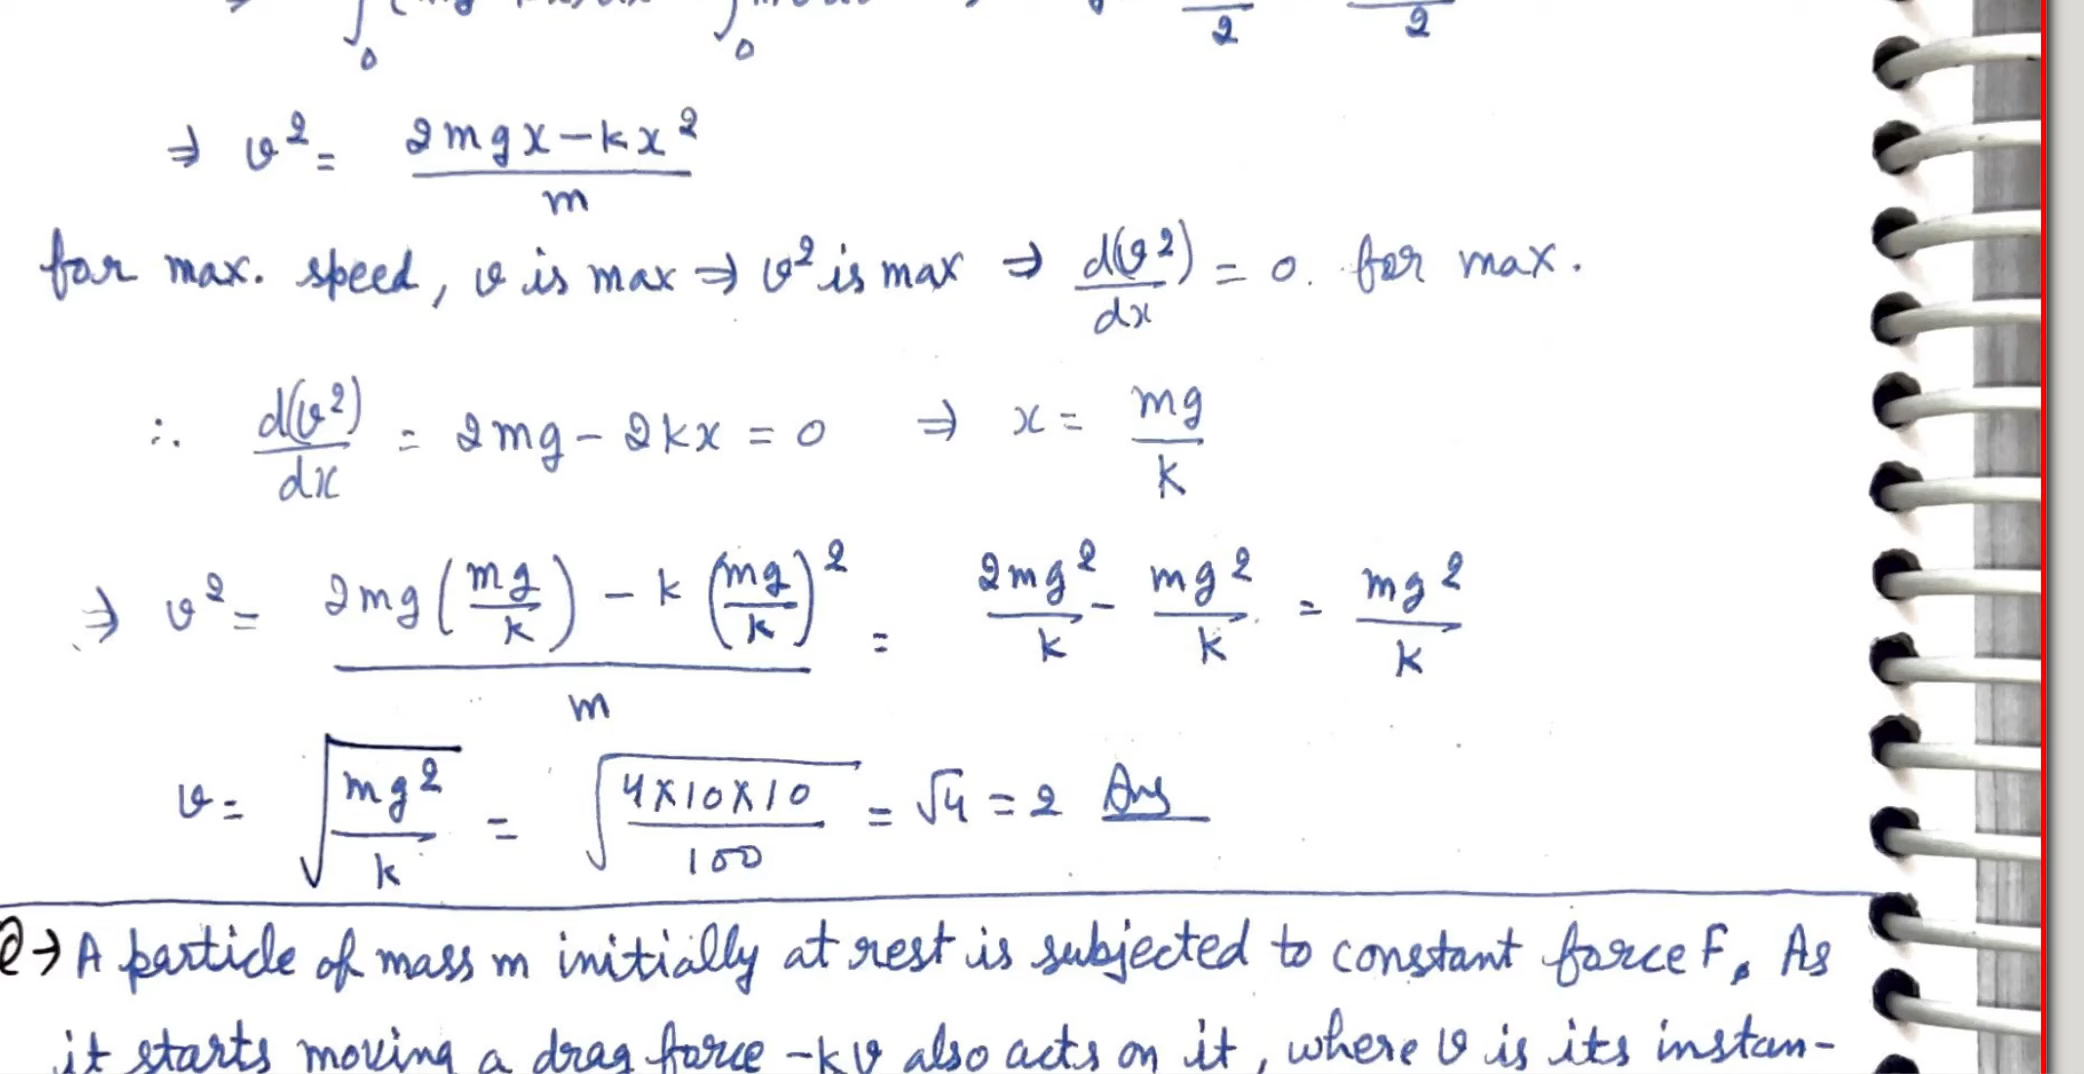 ⇒ v² = (2mgx - kx²)/m
for max. speed, v is max ⇒ v² is max ⇒ d(v²)/dx = 0. for max.
∴ d(v²)/dx = 2mg - 2kx = 0 ⇒ x = mg/k
⇒ v² = (2mg(mg/k) - k(mg/k)²)/m = 2mg²/k - mg²/k = mg²/k
v = √(mg²/k) = √(4×10×10/100) = √4 = 2 Ans
Q→ A particle of mass m initially at rest is subjected to constant force F. As
it starts moving a drag force -kv also acts on it, where v is its instan-